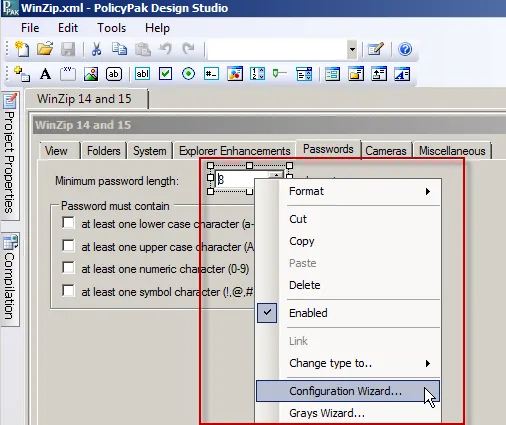 WinZip.xml - PolicyPak Design Studio
File Edit Tools Help
WinZip 14 and 15
Project Properties
Compilation
WinZip 14 and 15
View Folders System Explorer Enhancements Passwords Cameras Miscellaneous
Minimum password length: 8
Password must contain
at least one lower case character (a-
at least one upper case character (A
at least one numeric character (0-9)
at least one symbol character (!,@,#
Format
Cut
Copy
Paste
Delete
Enabled
Link
Change type to..
Configuration Wizard...
Grays Wizard...